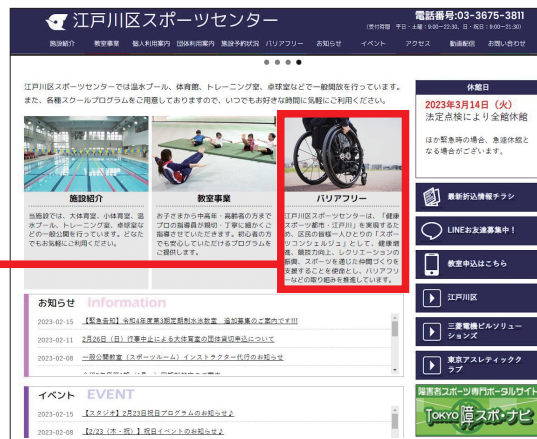 江戸川区スポーツセンター
電話番号:03-3675-3811
(受付時間 平日・土曜:9:00~22:30、日・祝日:9:00~21:30)
施設紹介 教室事業 個人利用案内 団体利用案内 施設予約状況 バリアフリー お知らせ イベント アクセス 動画配信 お問い合わせ
江戸川区スポーツセンターでは温水プール、体育館、トレーニング室、卓球室などで一般開放を行っています。
また、各種スクールプログラムをご用意しておりますので、いつでもお好きな時間に気軽にご利用ください。
施設紹介
当施設では、大体育室、小体育室、温
水プール、トレーニング室、卓球室な
どの一般公開を行っています。どなた
でもお気軽にご利用ください。
教室事業
お子さまから中高年・高齢者の方まで
プロの指導員が親切・丁寧に細かくご
指導させていただきます。初心者の方
でも安心していただけるプログラムを
ご提供します。
バリアフリー
江戸川区スポーツセンターは、「健康
スポーツ都市・江戸川」を実現するた
め、区民の皆様一人ひとりの「スポー
ツコンシェルジュ」として、健康増
進、競技力向上、レクリエーションの
振興、スポーツを通じた仲間づくりを
支援することを使命とし、バリアフリ
ーなどの取り組みを推進しています。
休館日
2023年3月14日(火)
法定点検により全館休館
ほか緊急時の場合、急遽休館と
なる場合がございます。
最新折込情報チラシ
LINEお友達募集中!
教室申込はこちら
江戸川区
三菱電機ビルソリュー
ションズ
東京アスレティックク
ラブ
障害者スポーツ専門ポータルサイト
TOKYO 障スポ・ナビ
お知らせ Information
2023-02-15 【緊急告知】令和4年度第3期定期制水泳教室 追加募集のご案内です!!!
2023-02-11 2月26日(日)行事中止による大体育室の団体貸切申込について
2023-02-08 一般公開教室(スポーツルーム)インストラクター代行のお知らせ
イベント EVENT
2023-02-15 【スタジオ】2月23日祝日プログラムのお知らせ♪
2023-02-08 【2/23(木・祝)】祝日イベントのお知らせ♪